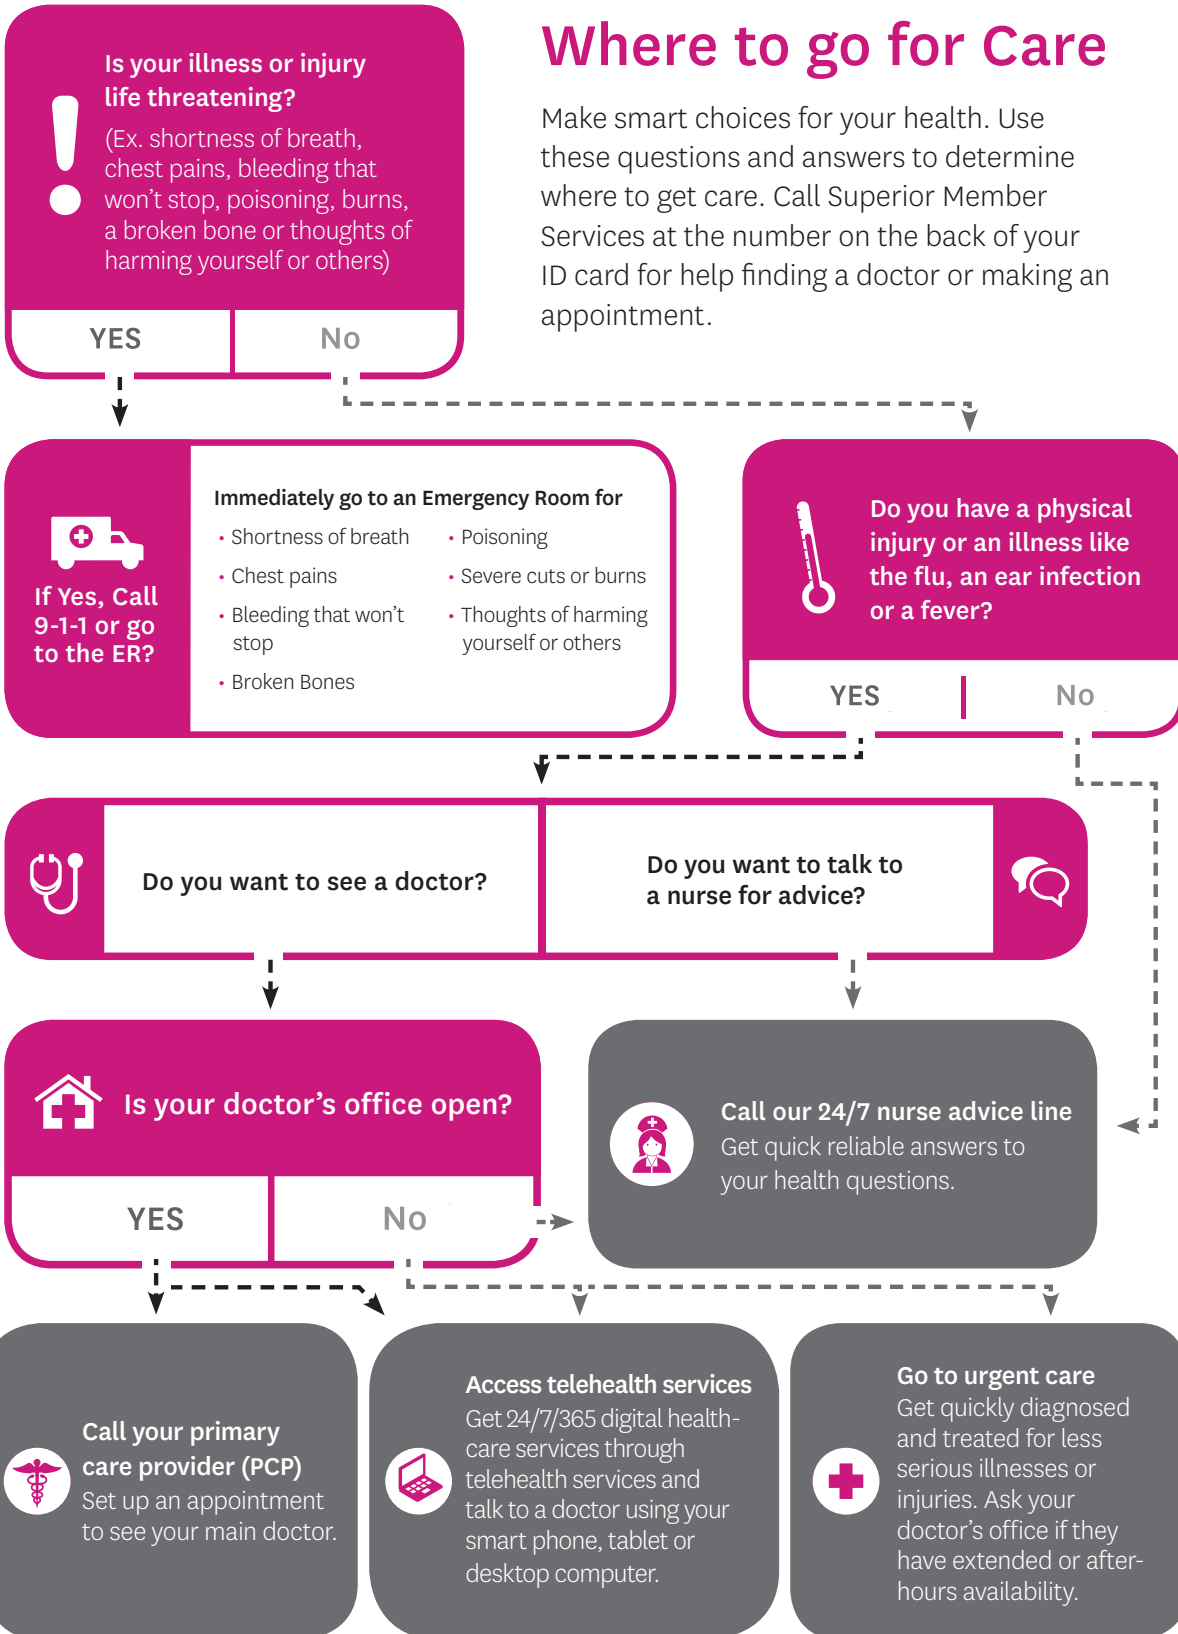 Where to go for Care
Make smart choices for your health. Use
these questions and answers to determine
where to get care. Call Superior Member
Services at the number on the back of your
ID card for help finding a doctor or making an
appointment.
Is your illness or injury
life threatening?
(Ex. shortness of breath,
chest pains, bleeding that
won't stop, poisoning, burns,
a broken bone or thoughts of
harming yourself or others)
YES
No
If Yes, Call
9-1-1 or go
to the ER?
Immediately go to an Emergency Room for
• Shortness of breath
• Chest pains
• Bleeding that won't
stop
• Broken Bones
• Poisoning
• Severe cuts or burns
• Thoughts of harming
yourself or others
Do you have a physical
injury or an illness like
the flu, an ear infection
or a fever?
YES
No
Do you want to see a doctor?
Do you want to talk to
a nurse for advice?
Is your doctor's office open?
YES
No
Call our 24/7 nurse advice line
Get quick reliable answers to
your health questions.
Call your primary
care provider (PCP)
Set up an appointment
to see your main doctor.
Access telehealth services
Get 24/7/365 digital health-
care services through
telehealth services and
talk to a doctor using your
smart phone, tablet or
desktop computer.
Go to urgent care
Get quickly diagnosed
and treated for less
serious illnesses or
injuries. Ask your
doctor's office if they
have extended or after-
hours availability.